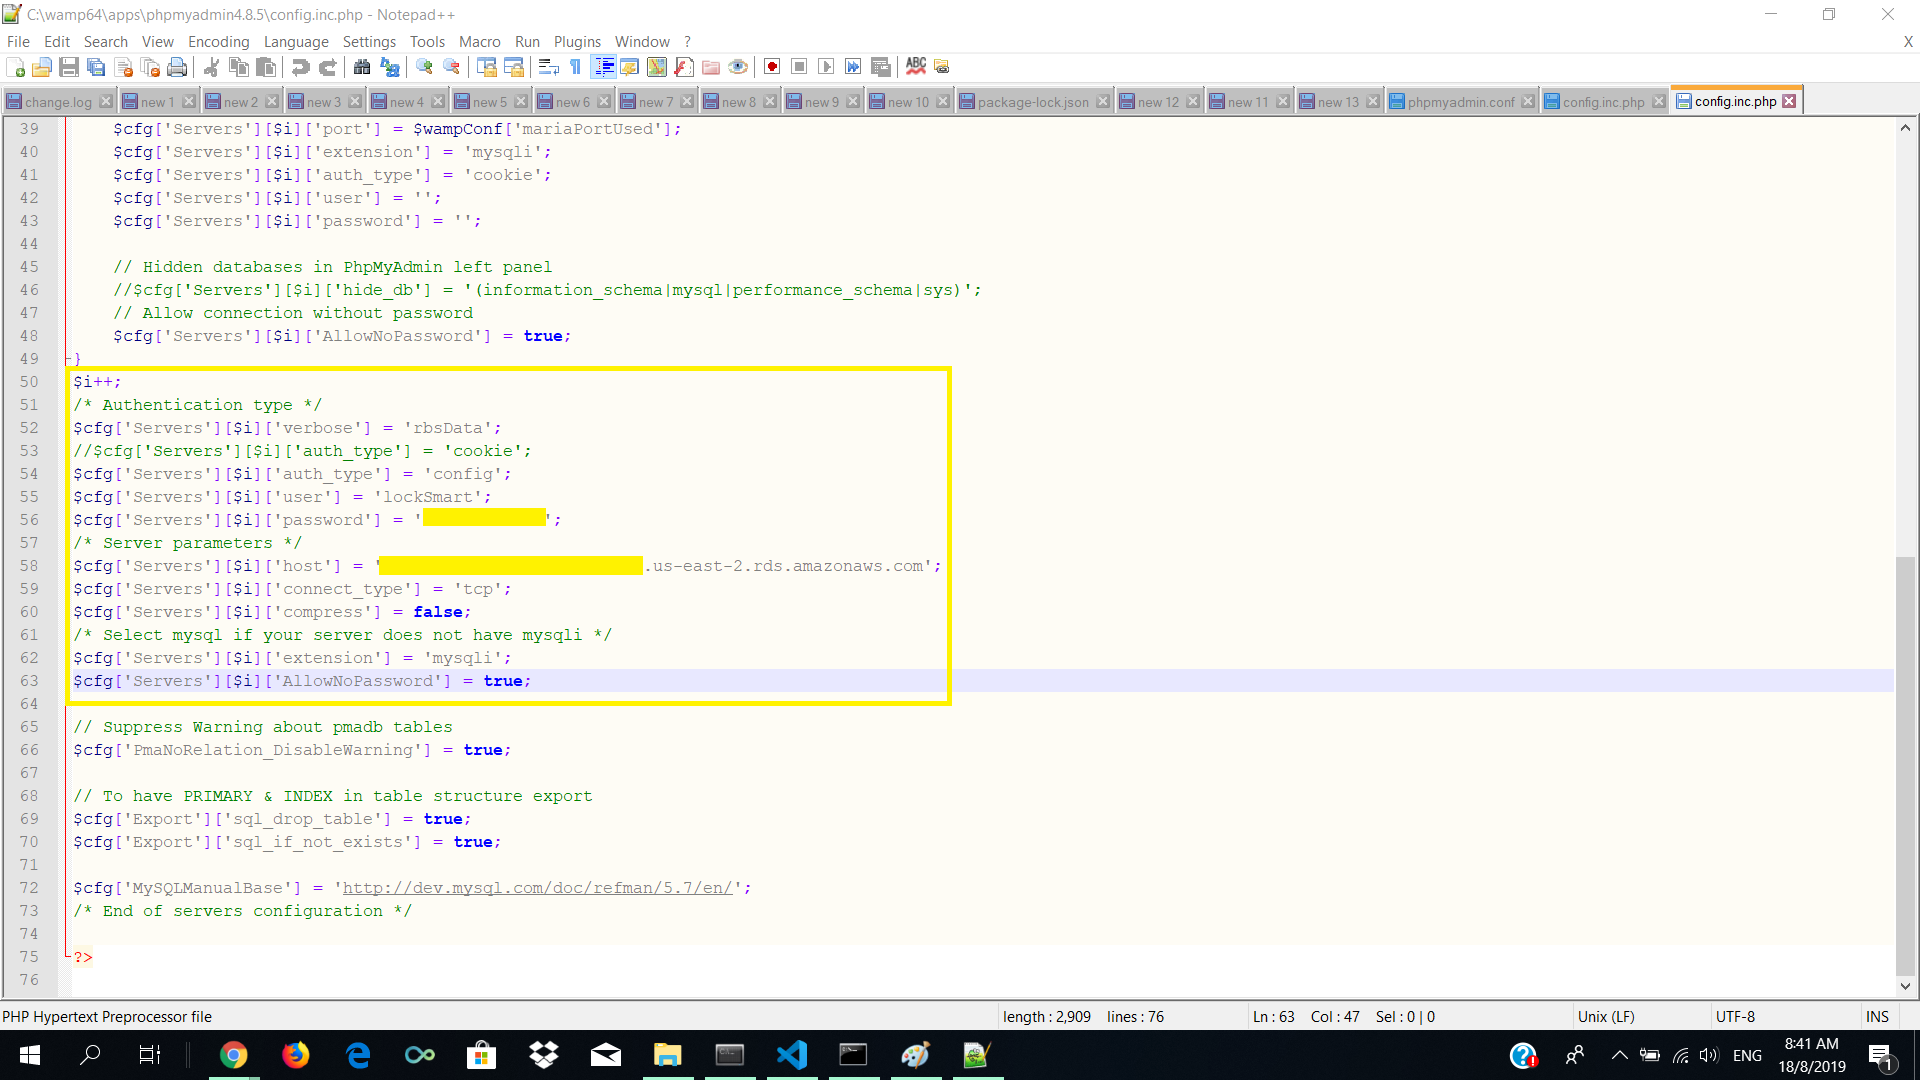 C:\wamp64\apps\phpmyadmin4.8.5\config.inc.php - Notepad++
File Edit Search View Encoding Language Settings Tools Macro Run Plugins Window ? X
change.log new 1 new 2 new 3 new 4 new 5 new 6 new 7 new 8 new 9 new 10 package-lock.json new 12 new 11 new 13 phpmyadmin.conf config.inc.php config.inc.php
39 $cfg['Servers'][$i]['port'] = $wampConf['mariaPortUsed'];
40 $cfg['Servers'][$i]['extension'] = 'mysqli';
41 $cfg['Servers'][$i]['auth_type'] = 'cookie';
42 $cfg['Servers'][$i]['user'] = '';
43 $cfg['Servers'][$i]['password'] = '';
44
45 // Hidden databases in PhpMyAdmin left panel
46 //$cfg['Servers'][$i]['hide_db'] = '(information_schema|mysql|performance_schema|sys)';
47 // Allow connection without password
48 $cfg['Servers'][$i]['AllowNoPassword'] = true;
49 }
50 $i++;
51 /* Authentication type */
52 $cfg['Servers'][$i]['verbose'] = 'rbsData';
53 //$cfg['Servers'][$i]['auth_type'] = 'cookie';
54 $cfg['Servers'][$i]['auth_type'] = 'config';
55 $cfg['Servers'][$i]['user'] = 'lockSmart';
56 $cfg['Servers'][$i]['password'] = ' ';
57 /* Server parameters */
58 $cfg['Servers'][$i]['host'] = ' .us-east-2.rds.amazonaws.com';
59 $cfg['Servers'][$i]['connect_type'] = 'tcp';
60 $cfg['Servers'][$i]['compress'] = false;
61 /* Select mysql if your server does not have mysqli */
62 $cfg['Servers'][$i]['extension'] = 'mysqli';
63 $cfg['Servers'][$i]['AllowNoPassword'] = true;
64
65 // Suppress Warning about pmadb tables
66 $cfg['PmaNoRelation_DisableWarning'] = true;
67
68 // To have PRIMARY & INDEX in table structure export
69 $cfg['Export']['sql_drop_table'] = true;
70 $cfg['Export']['sql_if_not_exists'] = true;
71
72 $cfg['MySQLManualBase'] = 'http://dev.mysql.com/doc/refman/5.7/en/';
73 /* End of servers configuration */
74
75 ?>
76
PHP Hypertext Preprocessor file length : 2,909 lines : 76 Ln : 63 Col : 47 Sel : 0 | 0 Unix (LF) UTF-8 INS
ENG 8:41 AM
18/8/2019 1